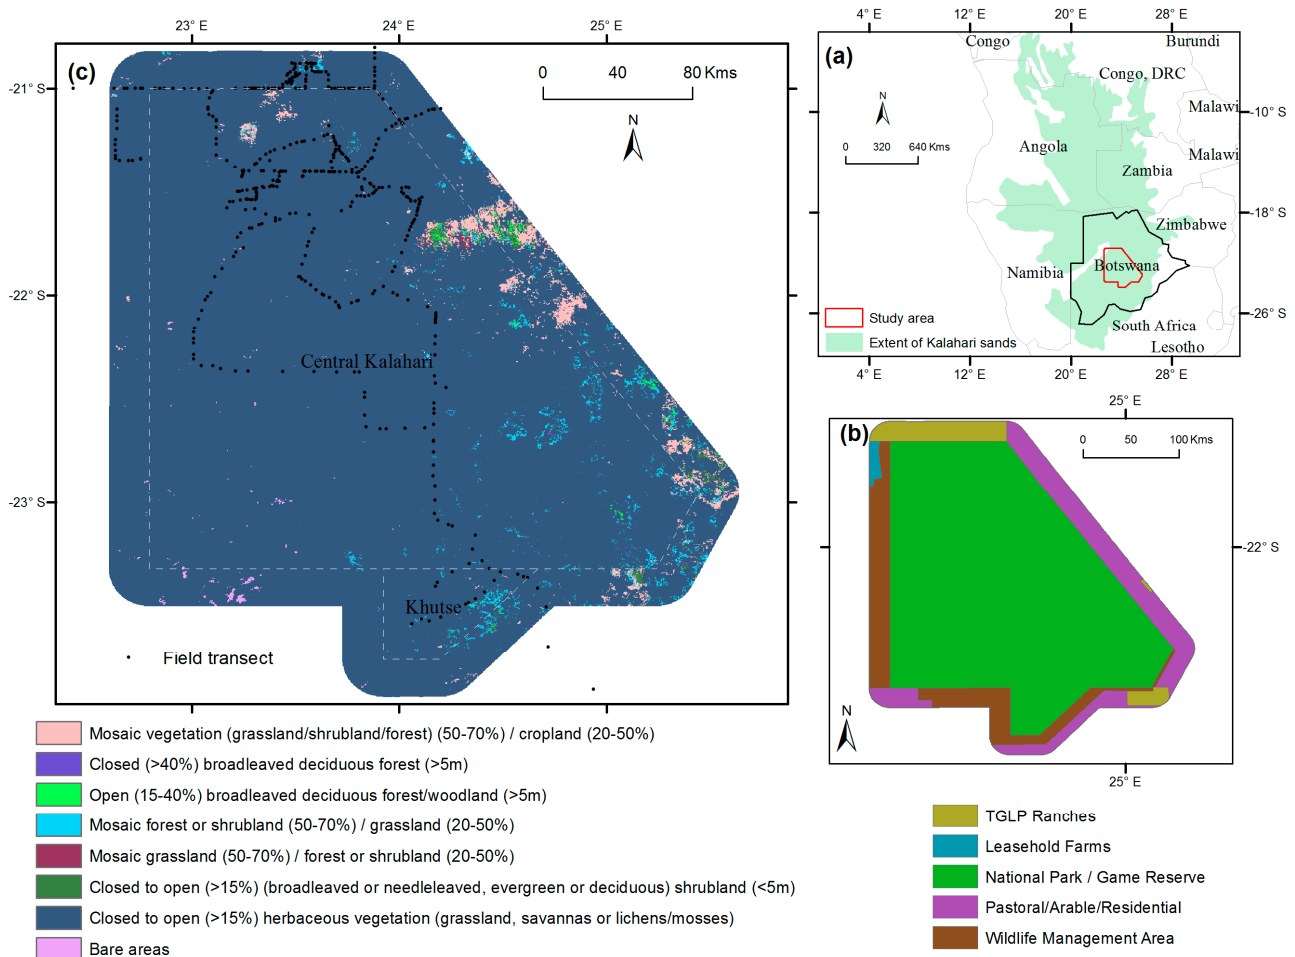 23° E
24° E
25° E
(c)
0
40
80 Kms
N
-21° S
-22° S
-23° S
Central Kalahari
Khutse
Field transect
23° E
24° E
25° E
Mosaic vegetation (grassland/shrubland/forest) (50-70%) / cropland (20-50%)
Closed (>40%) broadleaved deciduous forest (>5m)
Open (15-40%) broadleaved deciduous forest/woodland (>5m)
Mosaic forest or shrubland (50-70%) / grassland (20-50%)
Mosaic grassland (50-70%) / forest or shrubland (20-50%)
Closed to open (>15%) (broadleaved or needleleaved, evergreen or deciduous) shrubland (<5m)
Closed to open (>15%) herbaceous vegetation (grassland, savannas or lichens/mosses)
Bare areas
4° E
12° E
20° E
28° E
(a)
Congo
Burundi
Congo, DRC
N
Malawi
-10° S
0
320
640 Kms
Angola
Malawi
Zambia
-18° S
Zimbabwe
Namibia
Botswana
Study area
South Africa
-26° S
Extent of Kalahari sands
Lesotho
4° E
12° E
20° E
28° E
25° E
(b)
0
50
100 Kms
-22° S
N
25° E
TGLP Ranches
Leasehold Farms
National Park / Game Reserve
Pastoral/Arable/Residential
Wildlife Management Area